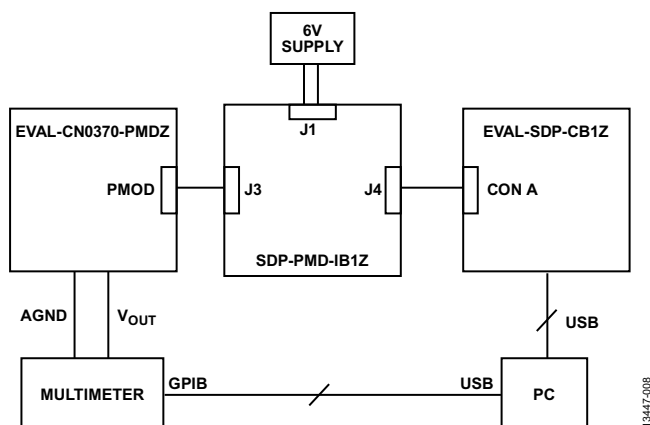 6V
SUPPLY
J1
EVAL-CN0370-PMDZ
PMOD
J3
J4
SDP-PMD-IB1Z
EVAL-SDP-CB1Z
CON A
AGND
VOUT
USB
MULTIMETER
GPIB
USB
PC
13447-008